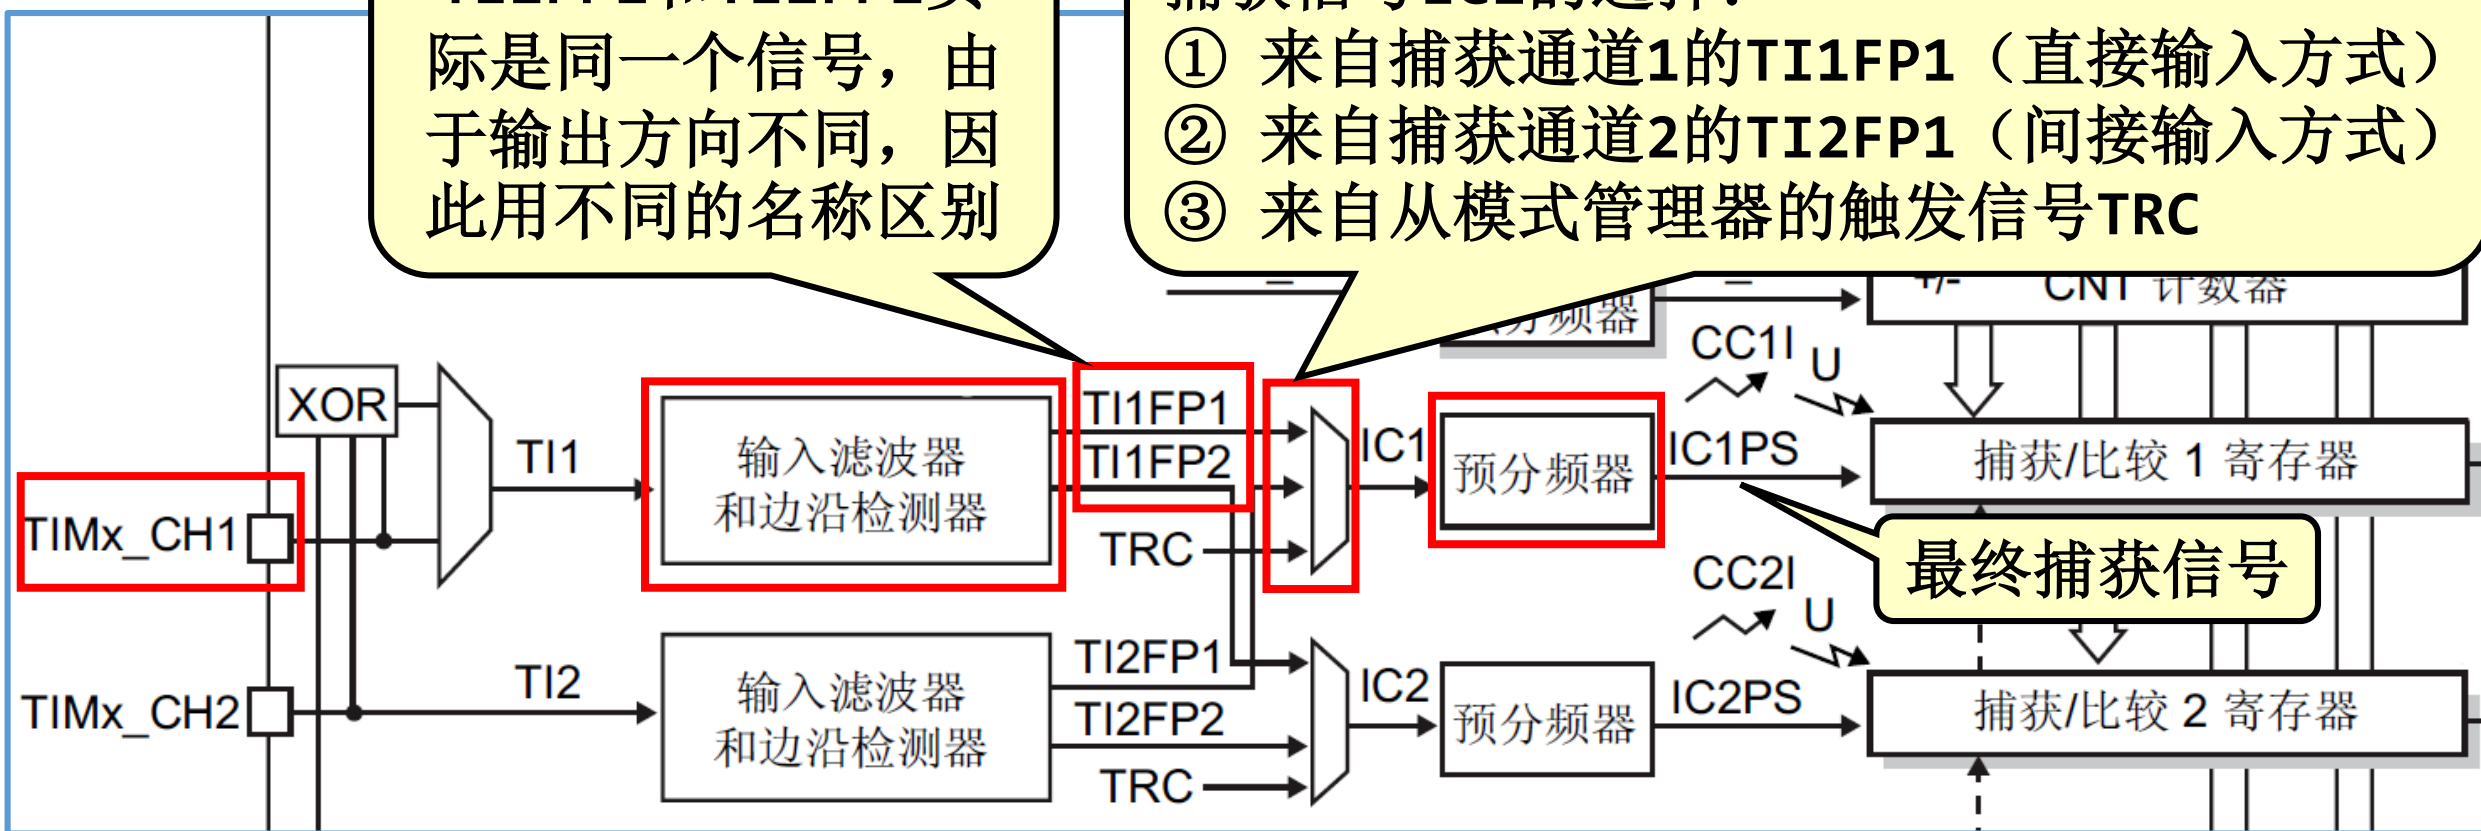 际是同一个信号，由
于输出方向不同，因
此用不同的名称区别
① 来自捕获通道1的TI1FP1（直接输入方式）
② 来自捕获通道2的TI2FP1（间接输入方式）
③ 来自从模式管理器的触发信号TRC
+/- CNT 计数器
分频器
CC1I
U
XOR
TI1
输入滤波器
和边沿检测器
TI1FP1
TI1FP2
TRC
IC1
预分频器
IC1PS
捕获/比较 1 寄存器
TIMx_CH1
最终捕获信号
CC2I
U
TIMx_CH2
TI2
输入滤波器
和边沿检测器
TI2FP1
TI2FP2
TRC
IC2
预分频器
IC2PS
捕获/比较 2 寄存器